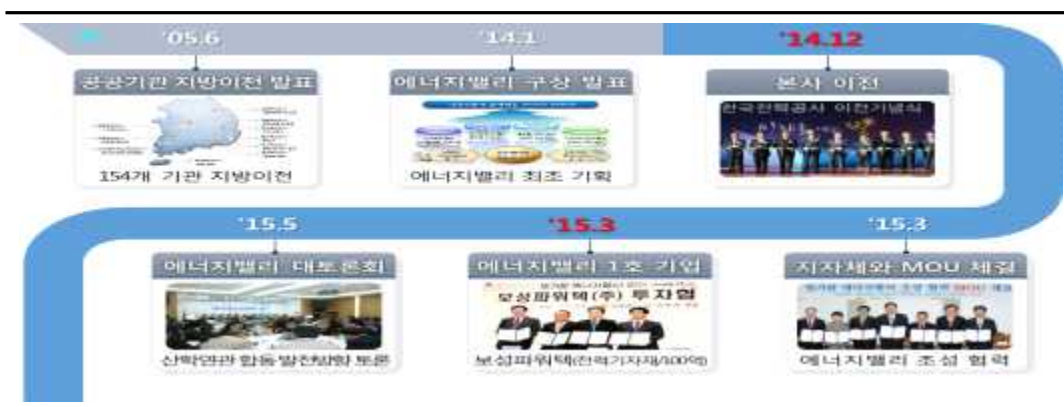 '05.6
'14.1
'14.12
공공기관 지방이전 발표
에너지밸리 구상 발표
본사 이전
한국전력공사 이전기념식
154개 기관 지방이전
에너지밸리 최초 기획
'15.5
'15.3
'15.3
에너지밸리 대토론회
에너지밸리 1호 기업
지자체와 MOU 체결
보성파워텍(주) 투자협
산학연관 합동 발전방향 토론
보성파워텍(전력기자재/100억)
에너지밸리 조성 협력